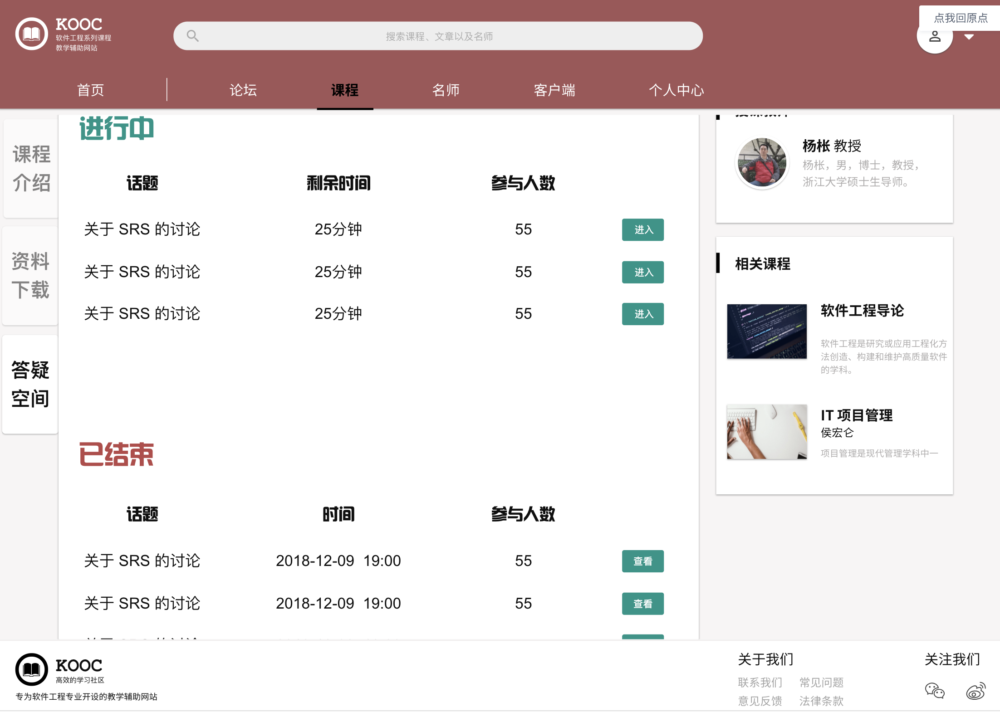 点我回原点
KOOC
软件工程系列课程
教学辅助网站
搜索课程、文章以及名师
首页
论坛
课程
名师
客户端
个人中心
课程
介绍
资料
下载
答疑
空间
进行中
话题 剩余时间 参与人数
关于 SRS 的讨论 25分钟 55 进入
关于 SRS 的讨论 25分钟 55 进入
关于 SRS 的讨论 25分钟 55 进入
已结束
话题 时间 参与人数
关于 SRS 的讨论 2018-12-09 19:00 55 查看
关于 SRS 的讨论 2018-12-09 19:00 55 查看
杨枨 教授
杨枨，男，博士，教授，
浙江大学硕士生导师。
相关课程
软件工程导论
软件工程是研究或应用工程化方
法创造、构建和维护高质量软件
的学科。
IT 项目管理
侯宏仑
项目管理是现代管理学科中一
KOOC
高效的学习社区
专为软件工程专业开设的教学辅助网站
关于我们
联系我们 常见问题
意见反馈 法律条款
关注我们